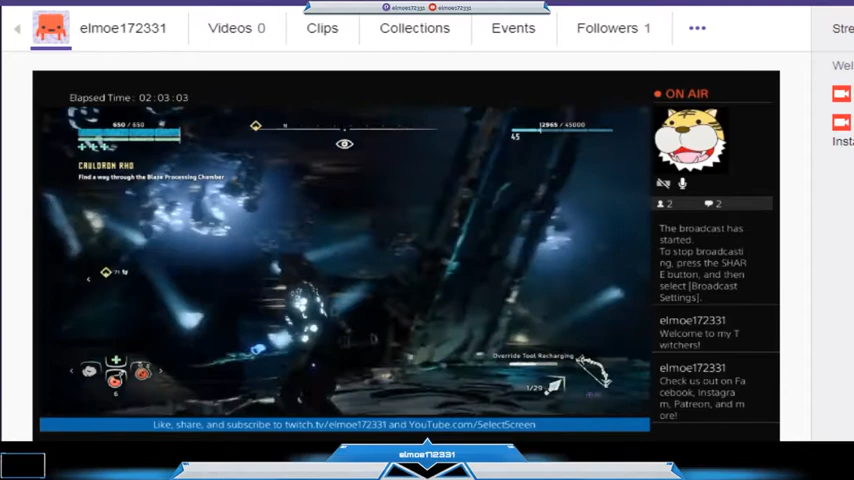 elmoe172331 elmoe172331
elmoe172331 Videos 0 Clips Collections Events Followers 1
Stre
Wel
Insta
Elapsed Time : 02:03:03
ON AIR
650 / 650
N
12965 / 45000
45
CAULDRON RHO
Find a way through the Blaze Processing Chamber
2 2
The broadcast has
started.
To stop broadcasti
ng, press the SHAR
E button, and then
select [Broadcast
Settings].
elmoe172331
Welcome to my T
witchers!
elmoe172331
Check us out on Fa
cebook, Instagra
m, Patreon, and m
ore!
Override Tool Recharging
1/29
6
Like, share, and subscribe to twitch.tv/elmoe172331 and YouTube.com/SelectScreen
elmoe172331